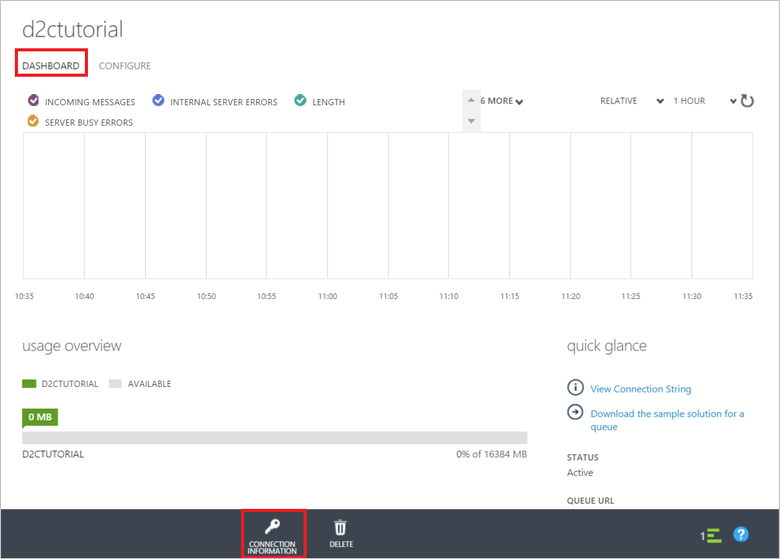 d2ctutorial
DASHBOARD CONFIGURE
INCOMING MESSAGES INTERNAL SERVER ERRORS LENGTH 6 MORE RELATIVE 1 HOUR
SERVER BUSY ERRORS
10:35 10:40 10:45 10:50 10:55 11:00 11:05 11:10 11:15 11:20 11:25 11:30 11:35
usage overview
D2CTUTORIAL AVAILABLE
0 MB
D2CTUTORIAL 0% of 16384 MB
quick glance
View Connection String
Download the sample solution for a
queue
STATUS
Active
QUEUE URL
CONNECTION
INFORMATION
DELETE
1
?